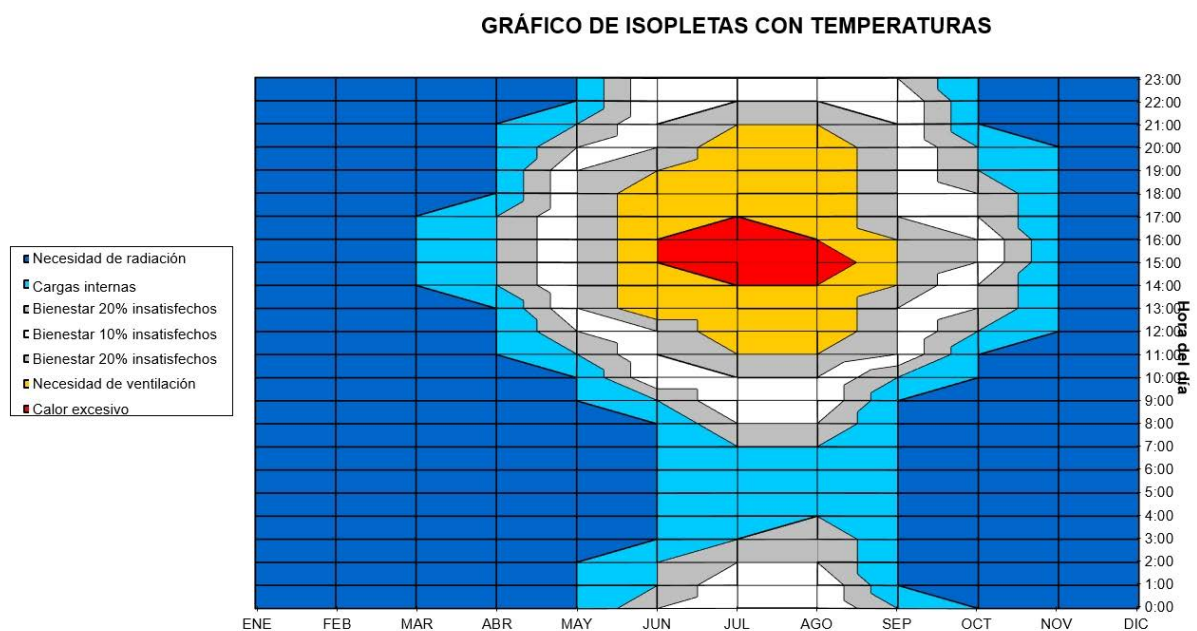 GRÁFICO DE ISOPLETAS CON TEMPERATURAS
Necesidad de radiación
Cargas internas
Bienestar 20% insatisfechos
Bienestar 10% insatisfechos
Bienestar 20% insatisfechos
Necesidad de ventilación
Calor excesivo
23:00
22:00
21:00
20:00
19:00
18:00
17:00
16:00
15:00
14:00
13:00
12:00
11:00
10:00
9:00
8:00
7:00
6:00
5:00
4:00
3:00
2:00
1:00
0:00
Hora del día
ENE FEB MAR ABR MAY JUN JUL AGO SEP OCT NOV DIC